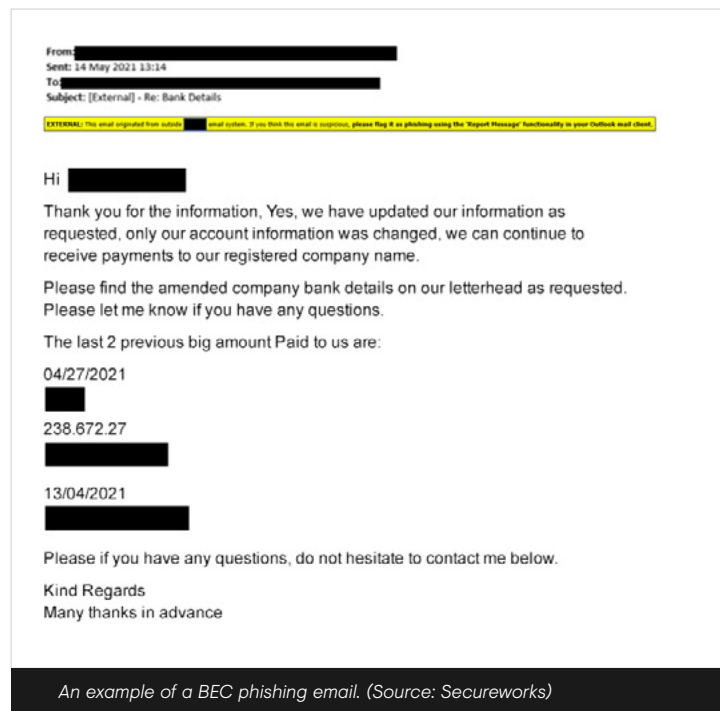 From:
Sent: 14 May 2021 13:14
To:
Subject: [External] - Re: Bank Details
EXTERNAL: This email originated from outside email system. If you think this email is suspicious, please flag it as phishing using the 'Report Message' functionality in your Outlook mail client.
Hi
Thank you for the information, Yes, we have updated our information as
requested, only our account information was changed, we can continue to
receive payments to our registered company name.
Please find the amended company bank details on our letterhead as requested.
Please let me know if you have any questions.
The last 2 previous big amount Paid to us are:
04/27/2021
238.672.27
13/04/2021
Please if you have any questions, do not hesitate to contact me below.
Kind Regards
Many thanks in advance
An example of a BEC phishing email. (Source: Secureworks)